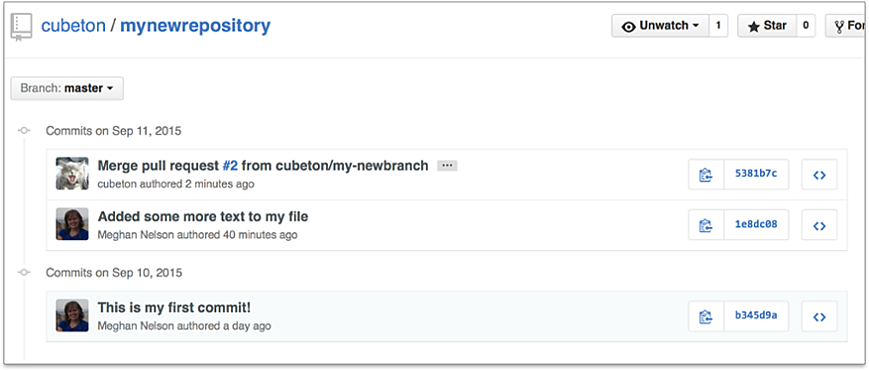 cubeton / mynewrepository
Unwatch 1 Star 0
Branch: master
Commits on Sep 11, 2015
Merge pull request #2 from cubeton/my-newbranch ...
cubeton authored 2 minutes ago
5381b7c
Added some more text to my file
Meghan Nelson authored 40 minutes ago
1e8dc08
Commits on Sep 10, 2015
This is my first commit!
Meghan Nelson authored a day ago
b345d9a